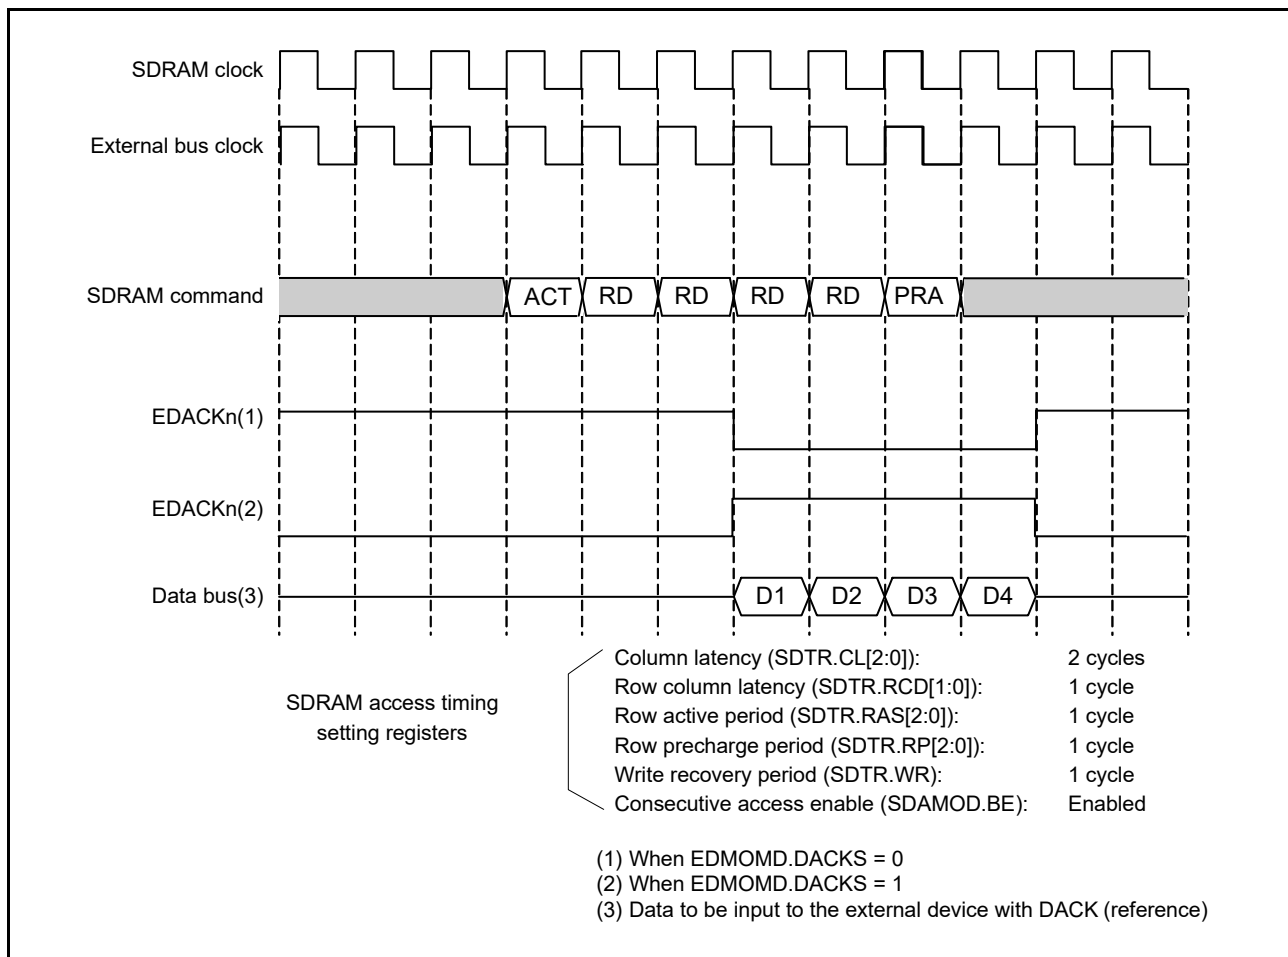 SDRAM clock
External bus clock
SDRAM command
ACT RD RD RD RD PRA
EDACKn(1)
EDACKn(2)
Data bus(3)
D1 D2 D3 D4
SDRAM access timing
setting registers
Column latency (SDTR.CL[2:0]): 2 cycles
Row column latency (SDTR.RCD[1:0]): 1 cycle
Row active period (SDTR.RAS[2:0]): 1 cycle
Row precharge period (SDTR.RP[2:0]): 1 cycle
Write recovery period (SDTR.WR): 1 cycle
Consecutive access enable (SDAMOD.BE): Enabled
(1) When EDMOMD.DACKS = 0
(2) When EDMOMD.DACKS = 1
(3) Data to be input to the external device with DACK (reference)